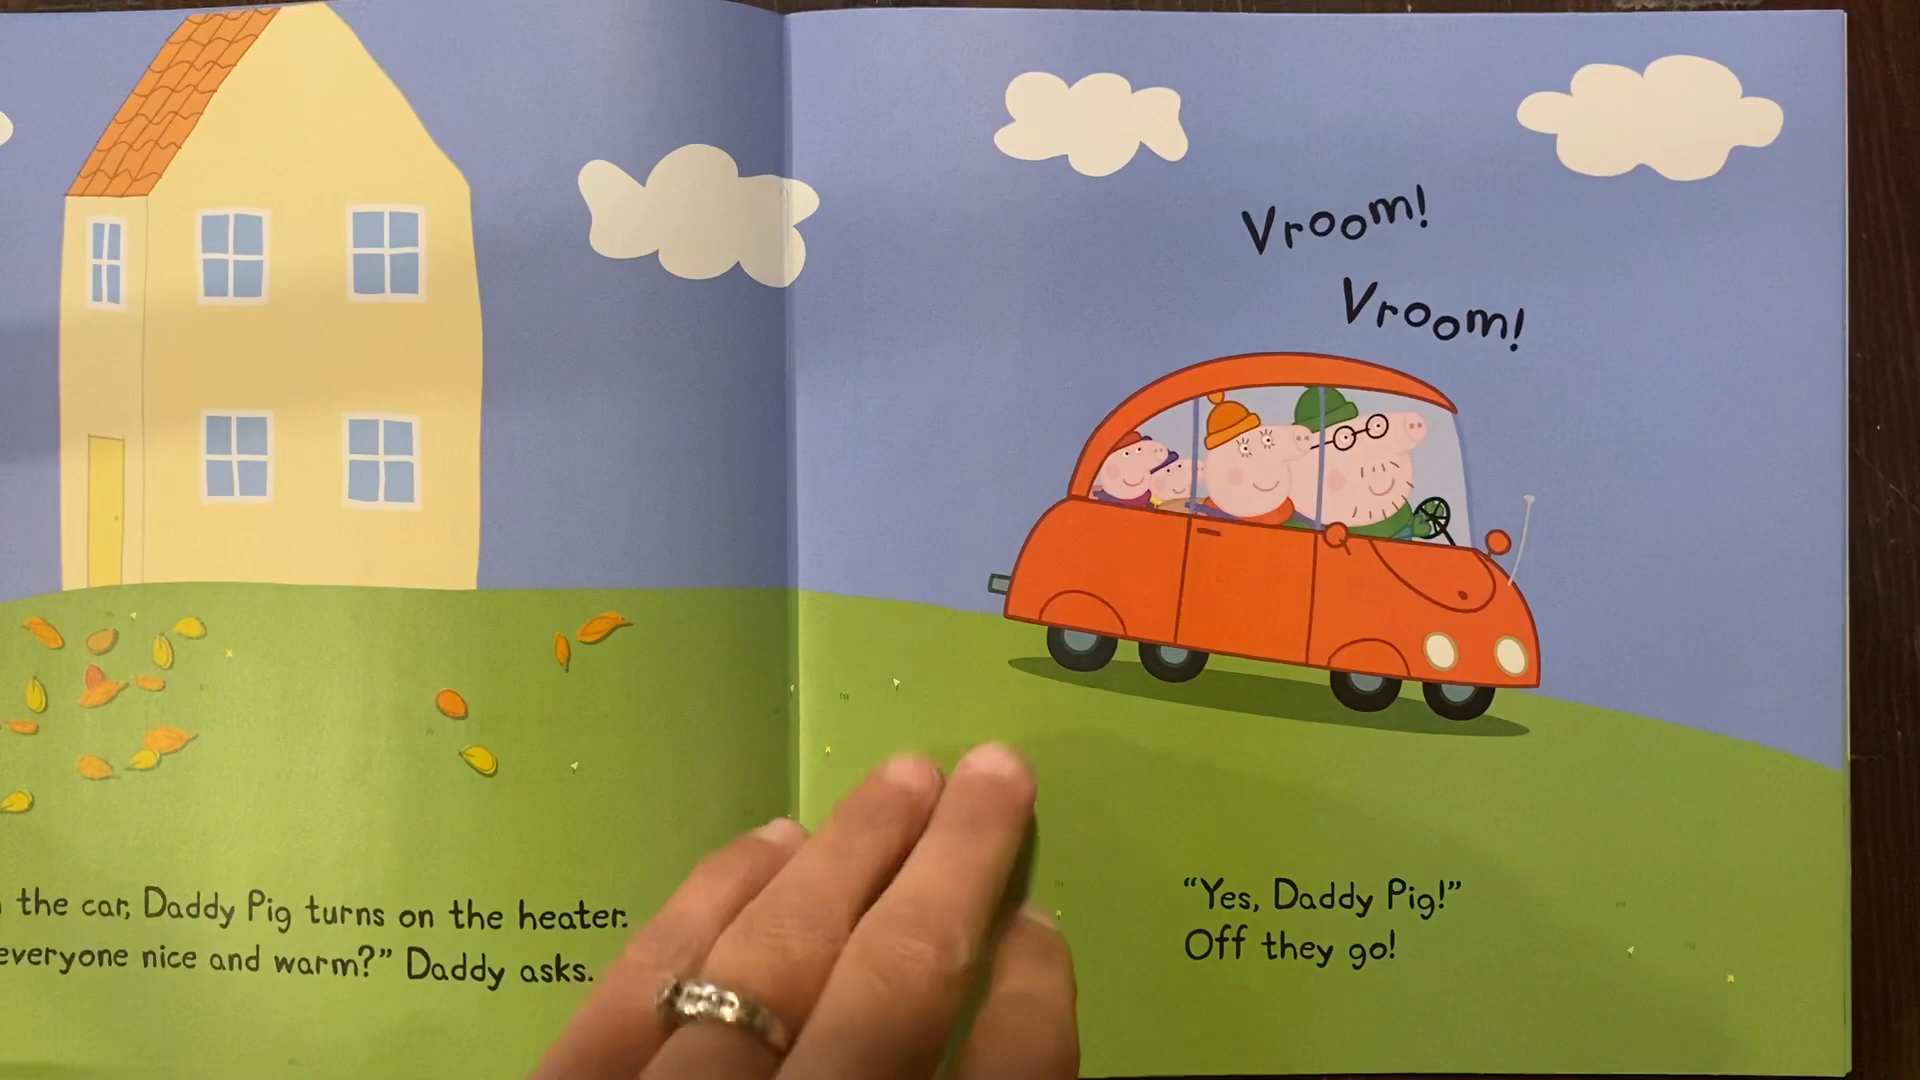 the car, Daddy Pig turns on the heater.
everyone nice and warm?” Daddy asks.
Vroom!
Vroom!
“Yes, Daddy Pig!”
Off they go!